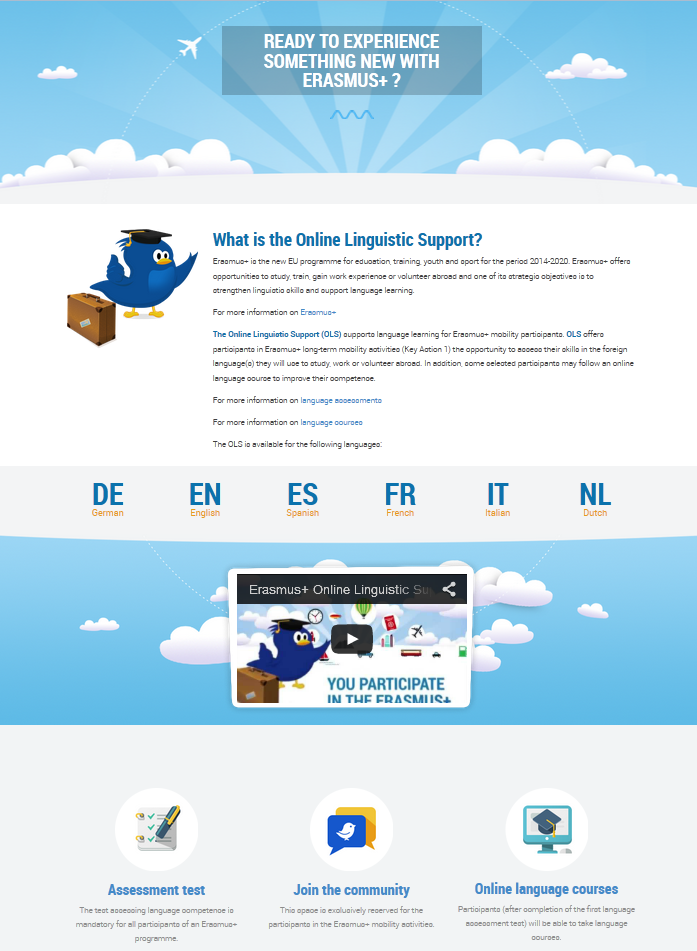 READY TO EXPERIENCE
SOMETHING NEW WITH
ERASMUS+ ?
What is the Online Linguistic Support?
Erasmus+ is the new EU programme for education, training, youth and sport for the period 2014-2020. Erasmus+ offers
opportunities to study, train, gain work experience or volunteer abroad and one of its strategic objectives is to
strengthen linguistic skills and support language learning.
For more information on Erasmus+
The Online Linguistic Support (OLS) supports language learning for Erasmus+ mobility participants. OLS offers
participants in Erasmus+ long-term mobility activities (Key Action 1) the opportunity to assess their skills in the foreign
language(s) they will use to study, work or volunteer abroad. In addition, some selected participants may follow an online
language course to improve their competence.
For more information on language assessments
For more information on language courses
The OLS is available for the following languages:
DE EN ES FR IT NL
German English Spanish French Italian Dutch
Erasmus+ Online Linguistic Su
YOU PARTICIPATE
IN THE ERASMUS+
Assessment test
The test assessing language competence is
mandatory for all participants of an Erasmus+
programme.
Join the community
This space is exclusively reserved for the
participants in the Erasmus+ mobility activities.
Online language courses
Participants (after completion of the first language
assessment test) will be able to take language
courses.